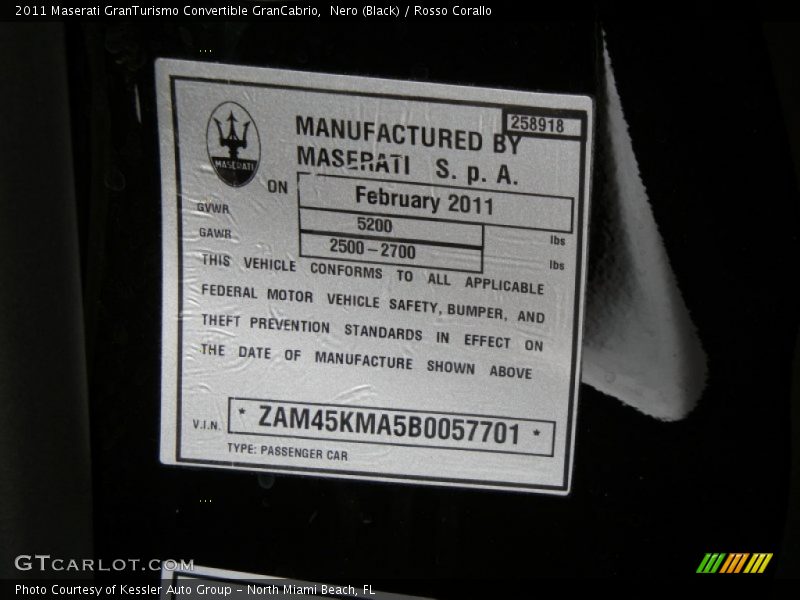 2011 Maserati GranTurismo Convertible GranCabrio, Nero (Black) / Rosso Corallo
258918
MASERATI
MANUFACTURED BY
MASERATI S. p. A.
ON February 2011
GVWR 5200 lbs
GAWR 2500-2700 lbs
THIS VEHICLE CONFORMS TO ALL APPLICABLE
FEDERAL MOTOR VEHICLE SAFETY, BUMPER, AND
THEFT PREVENTION STANDARDS IN EFFECT ON
THE DATE OF MANUFACTURE SHOWN ABOVE
V.I.N. * ZAM45KMA5B0057701 *
TYPE: PASSENGER CAR
GTCARLOT.COM
Photo Courtesy of Kessler Auto Group - North Miami Beach, FL